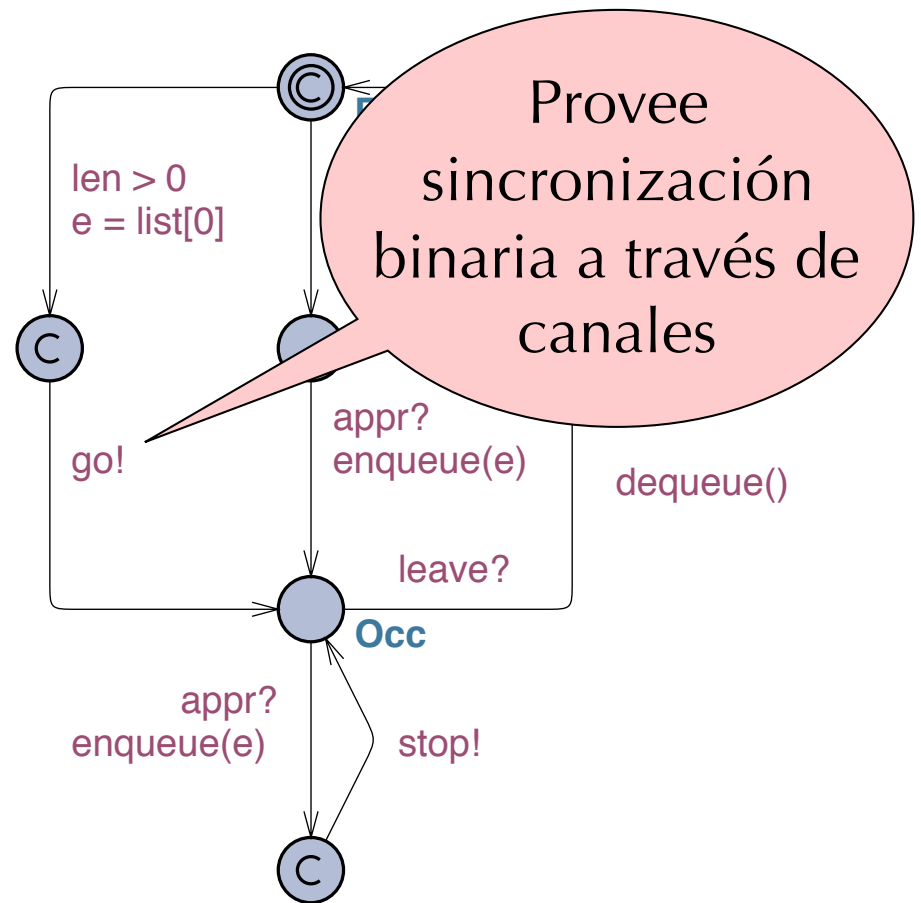 Provee
sincronización
binaria a través de
canales
len > 0
e = list[0]
go!
appr?
enqueue(e)
dequeue()
leave?
Occ
appr?
enqueue(e)
stop!
C
C
C